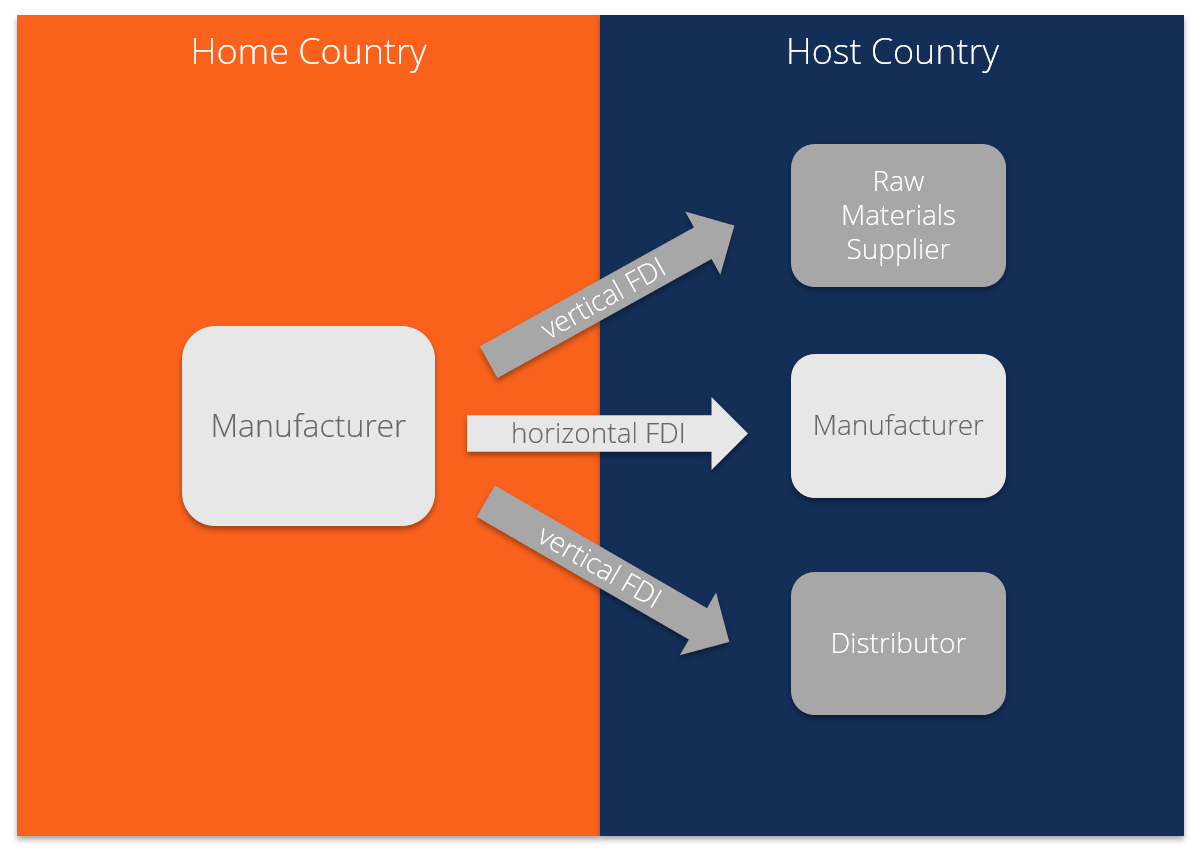 Home Country
Host Country
Raw
Materials
Supplier
vertical FDI
Manufacturer
horizontal FDI
Manufacturer
vertical FDI
Distributor